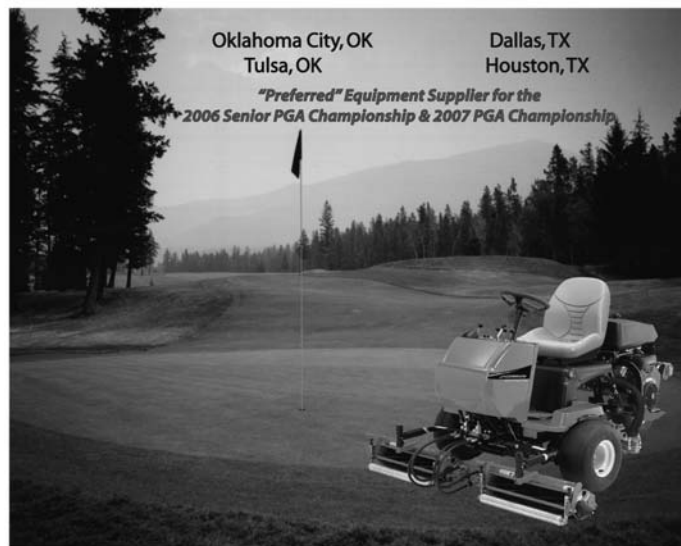 Oklahoma City, OK
Tulsa, OK
Dallas, TX
Houston, TX
"Preferred" Equipment Supplier for the
2006 Senior PGA Championship & 2007 PGA Championship